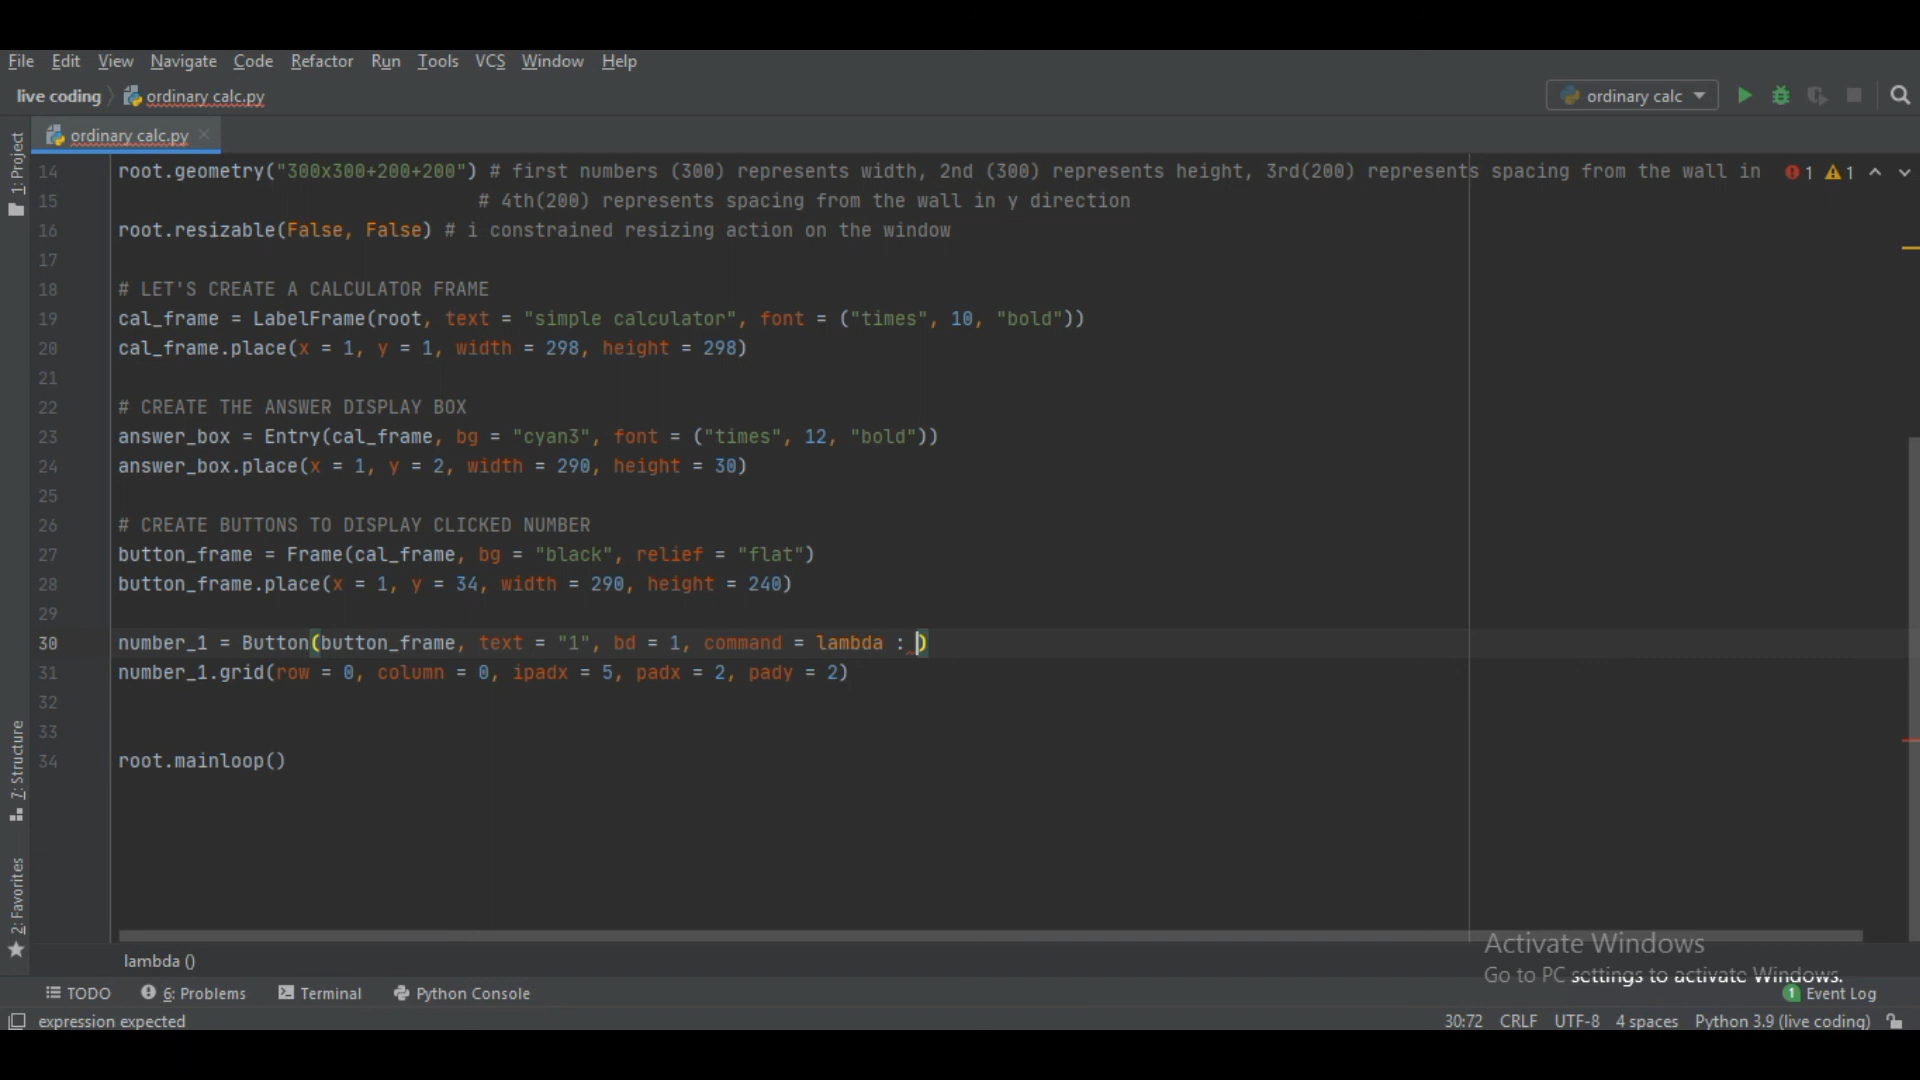 File Edit View Navigate Code Refactor Run Tools VCS Window Help
live coding ordinary calc.py ordinary calc
ordinary calc.py
1: Project
14 root.geometry("300x300+200+200") # first numbers (300) represents width, 2nd (300) represents height, 3rd(200) represents spacing from the wall in 1 1
15 # 4th(200) represents spacing from the wall in y direction
16 root.resizable(False, False) # i constrained resizing action on the window
17
18 # LET'S CREATE A CALCULATOR FRAME
19 cal_frame = LabelFrame(root, text = "simple calculator", font = ("times", 10, "bold"))
20 cal_frame.place(x = 1, y = 1, width = 298, height = 298)
21
22 # CREATE THE ANSWER DISPLAY BOX
23 answer_box = Entry(cal_frame, bg = "cyan3", font = ("times", 12, "bold"))
24 answer_box.place(x = 1, y = 2, width = 290, height = 30)
25
26 # CREATE BUTTONS TO DISPLAY CLICKED NUMBER
27 button_frame = Frame(cal_frame, bg = "black", relief = "flat")
28 button_frame.place(x = 1, y = 34, width = 290, height = 240)
29
30 number_1 = Button(button_frame, text = "1", bd = 1, command = lambda : )
31 number_1.grid(row = 0, column = 0, ipadx = 5, padx = 2, pady = 2)
32
33
34 root.mainloop()
7: Structure
2: Favorites
Activate Windows
Go to PC settings to activate Windows.
lambda ()
TODO 6: Problems Terminal Python Console 1 Event Log
expression expected 30:72 CRLF UTF-8 4 spaces Python 3.9 (live coding)